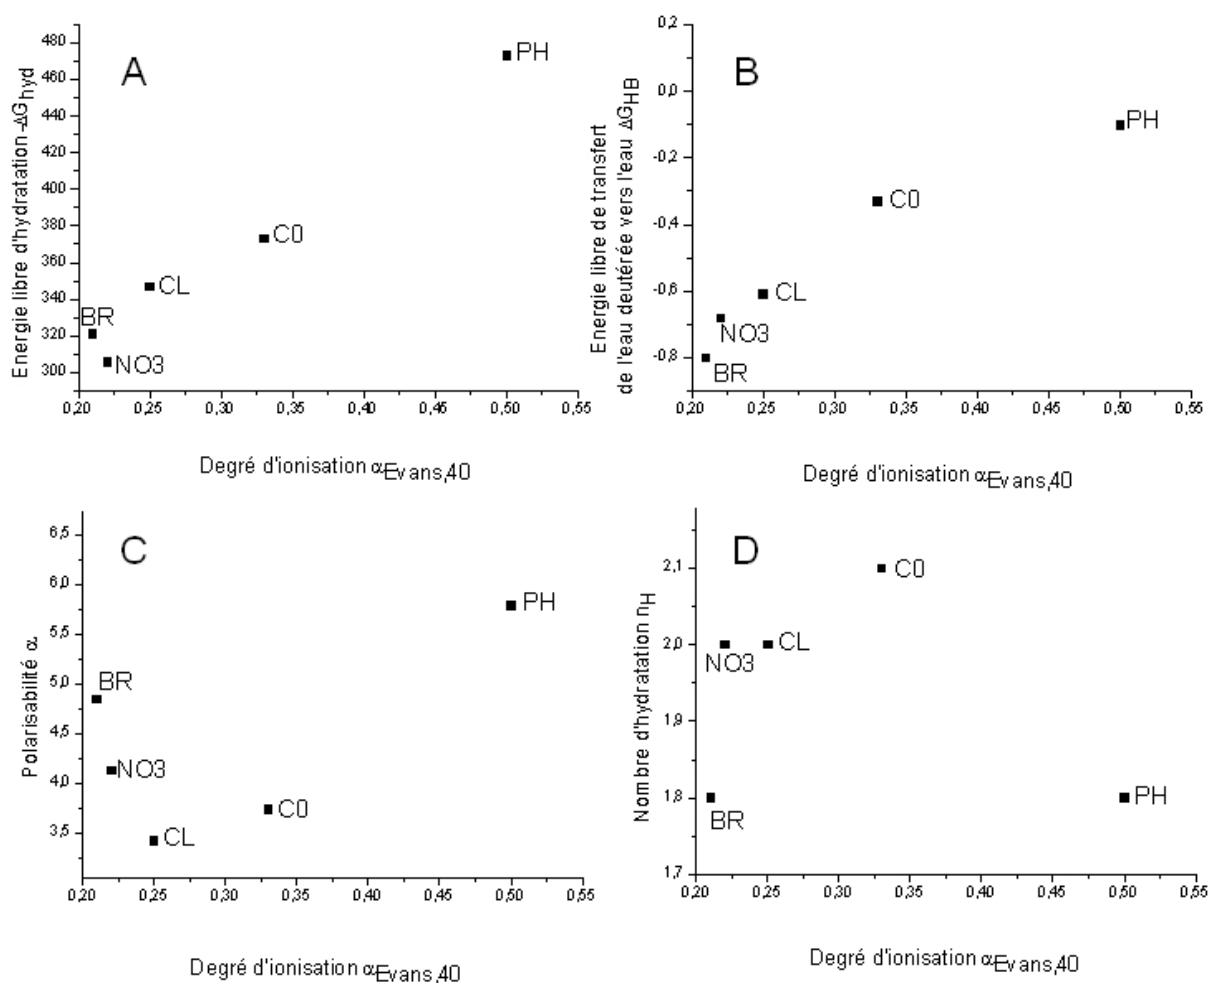 A
Energie libre d'hydratation-ΔGhyd
480
460
440
420
400
380
360
340
320
300
PH
C0
CL
BR
NO3
0,20 0,25 0,30 0,35 0,40 0,45 0,50 0,55
Degré d'ionisation αEvans,40
B
Energie libre de transfert
de l'eau deutérée vers l'eau ΔGHB
0,2
0,0
-0,2
-0,4
-0,6
-0,8
PH
C0
CL
NO3
BR
0,20 0,25 0,30 0,35 0,40 0,45 0,50 0,55
Degré d'ionisation αEvans,40
C
Polarisabilité α
6,5
6,0
5,5
5,0
4,5
4,0
3,5
PH
BR
NO3
C0
CL
0,20 0,25 0,30 0,35 0,40 0,45 0,50 0,55
Degré d'ionisation αEvans,40
D
Nombre d'hydratation nH
2,1
2,0
1,9
1,8
1,7
C0
CL
NO3
PH
BR
0,20 0,25 0,30 0,35 0,40 0,45 0,50 0,55
Degré d'ionisation αEvans,40